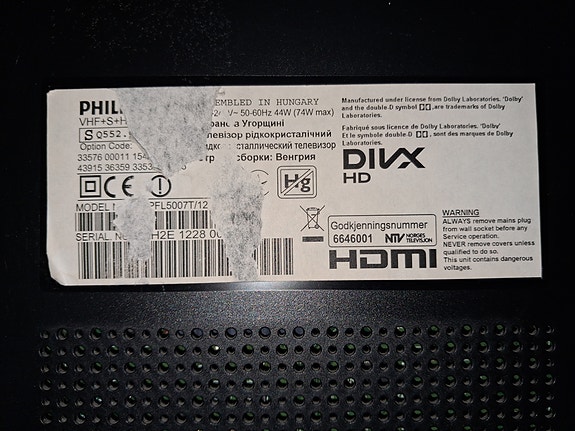 PHIL
VHF+S+H
S Q552.
Option Code:
33576 00011 154
43915 36359 3353
EMBLED IN HUNGARY
V~ 50-60Hz 44W (74W max)
Угорщині
левізор рідкокристалічний
дкокристаллический телевизор
сборки: Венгрия
CE
Hg
MODEL N
PFL5007T/12
SERIAL N
H2E 1228 0
Manufactured under license from Dolby Laboratories. 'Dolby'
and the double-D symbol are trademarks of Dolby
Laboratories.
Fabriqué sous licence de Dolby Laboratories. 'Dolby' et
le double D symbol , sont des marques de Dolby
Laboratories.
DIVX
HD
Godkjenningsnummer
6646001 NTV NORGES
TELEVISJON
HDMI
WARNING
ALWAYS remove mains plug
from wall socket before any
Service operation.
NEVER remove covers unless
qualified to do so.
This unit contains dangerous
voltages.